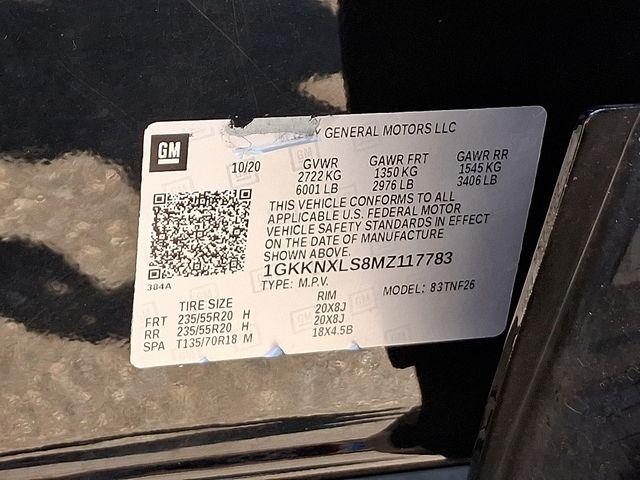 GM
GENERAL MOTORS LLC
10/20
GVWR GAWR FRT GAWR RR
2722 KG 1350 KG 1545 KG
6001 LB 2976 LB 3406 LB
THIS VEHICLE CONFORMS TO ALL
APPLICABLE U.S. FEDERAL MOTOR
VEHICLE SAFETY STANDARDS IN EFFECT
ON THE DATE OF MANUFACTURE
SHOWN ABOVE.
1GKKNXLS8MZ117783
384A
TYPE: M.P.V. MODEL: 83TNF26
TIRE SIZE RIM
FRT 235/55R20 H 20X8J
RR 235/55R20 H 20X8J
SPA T135/70R18 M 18X4.5B